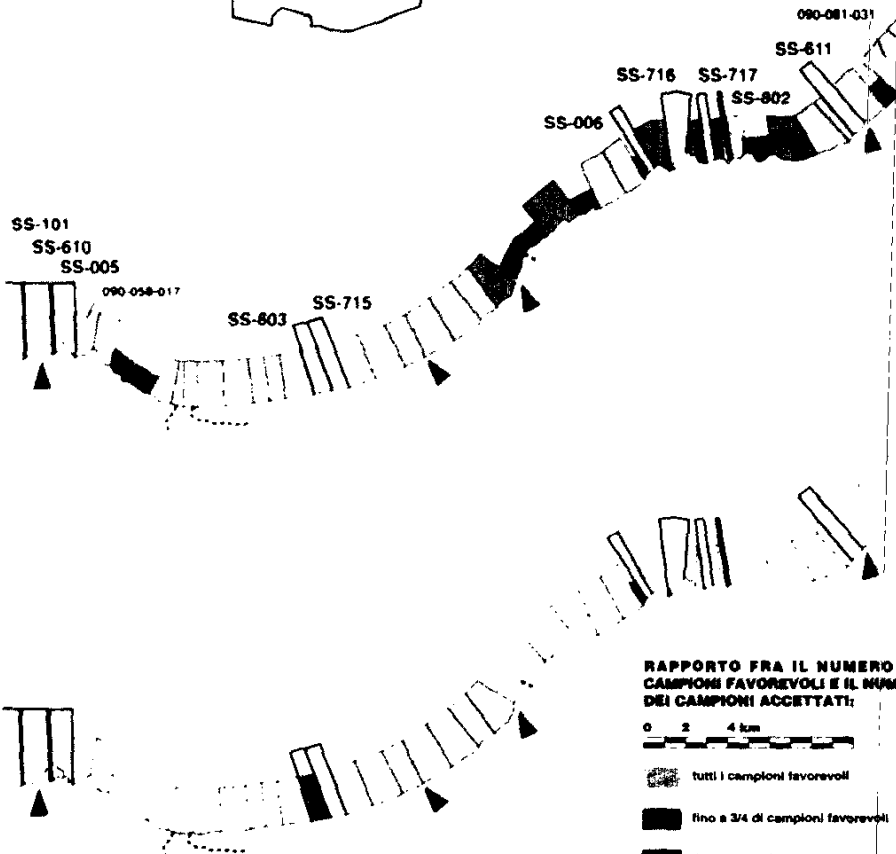 090-081-031
SS-611
SS-716
SS-717
SS-802
SS-006
SS-101
SS-610
SS-005
090-058-017
SS-603
SS-715
RAPPORTO FRA IL NUMERO
CAMPIONI FAVOREVOLI E IL
DEI CAMPIONI ACCETTATI:
0 2 4 km
tutti i campioni favorevoli
fino a 3/4 di campioni favorevoli